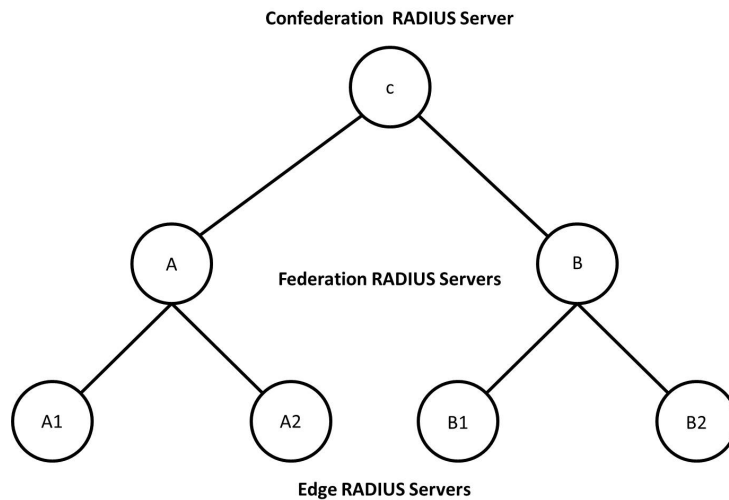 Confederation RADIUS Server
c
A
B
Federation RADIUS Servers
A1
A2
B1
B2
Edge RADIUS Servers